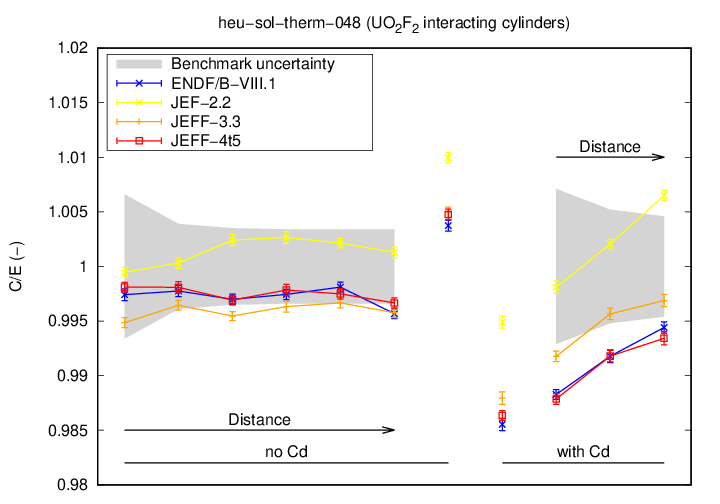 heu−sol−therm−048 (UO2F2 interacting cylinders)
1.02
1.015
1.01
1.005
1
0.995
0.99
0.985
0.98
C/E (−)
Benchmark uncertainty
ENDF/B−VIII.1
JEF−2.2
JEFF−3.3
JEFF−4t5
Distance
Distance
no Cd
with Cd